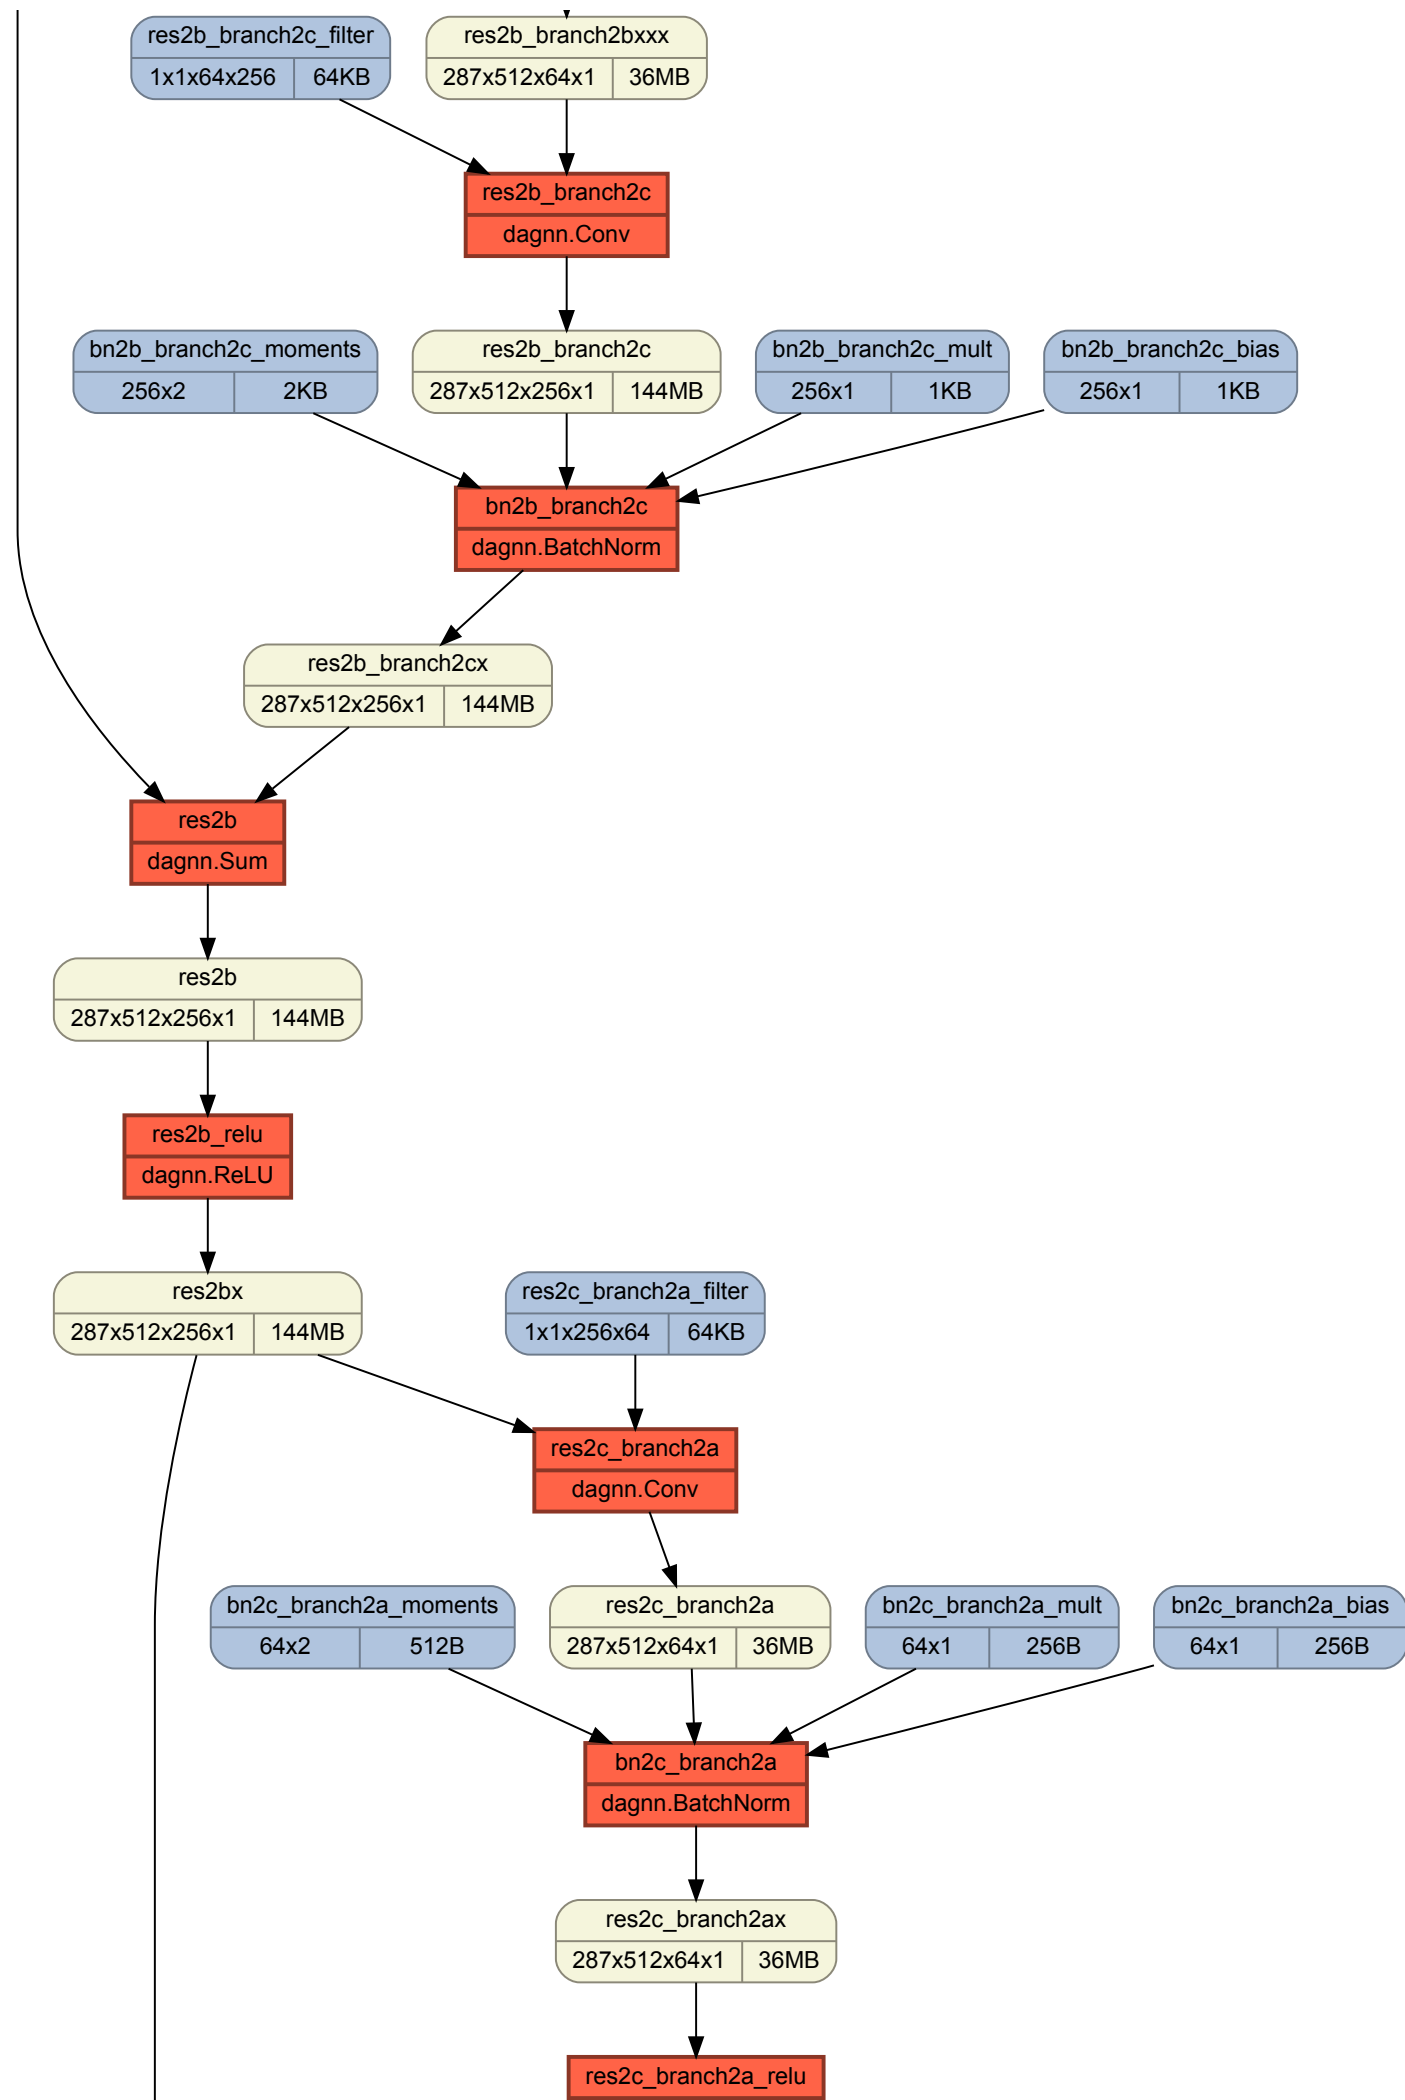 res2b_branch2c_filter
1x1x64x256 64KB
res2b_branch2bxxx
287x512x64x1 36MB
res2b_branch2c
dagnn.Conv
bn2b_branch2c_moments
256x2 2KB
res2b_branch2c
287x512x256x1 144MB
bn2b_branch2c_mult
256x1 1KB
bn2b_branch2c_bias
256x1 1KB
bn2b_branch2c
dagnn.BatchNorm
res2b_branch2cx
287x512x256x1 144MB
res2b
dagnn.Sum
res2b
287x512x256x1 144MB
res2b_relu
dagnn.ReLU
res2bx
287x512x256x1 144MB
res2c_branch2a_filter
1x1x256x64 64KB
res2c_branch2a
dagnn.Conv
bn2c_branch2a_moments
64x2 512B
res2c_branch2a
287x512x64x1 36MB
bn2c_branch2a_mult
64x1 256B
bn2c_branch2a_bias
64x1 256B
bn2c_branch2a
dagnn.BatchNorm
res2c_branch2ax
287x512x64x1 36MB
res2c_branch2a_relu